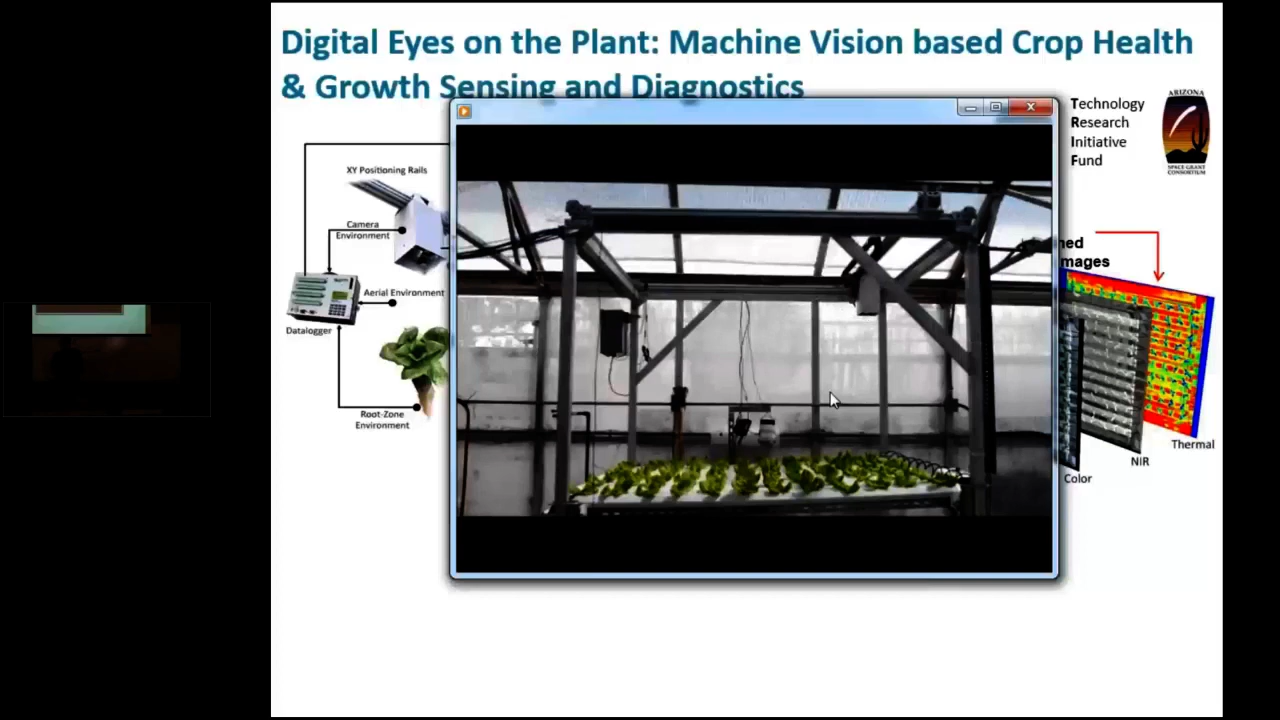 Digital Eyes on the Plant: Machine Vision based Crop Health
& Growth Sensing and Diagnostics
Technology
Research
Initiative
Fund
ARIZONA
SPACE GRANT
CONSORTIUM
XY Positioning Rails
Camera
Environment
Aerial Environment
Datalogger
Root-Zone
Environment
mages
Thermal
NIR
Color